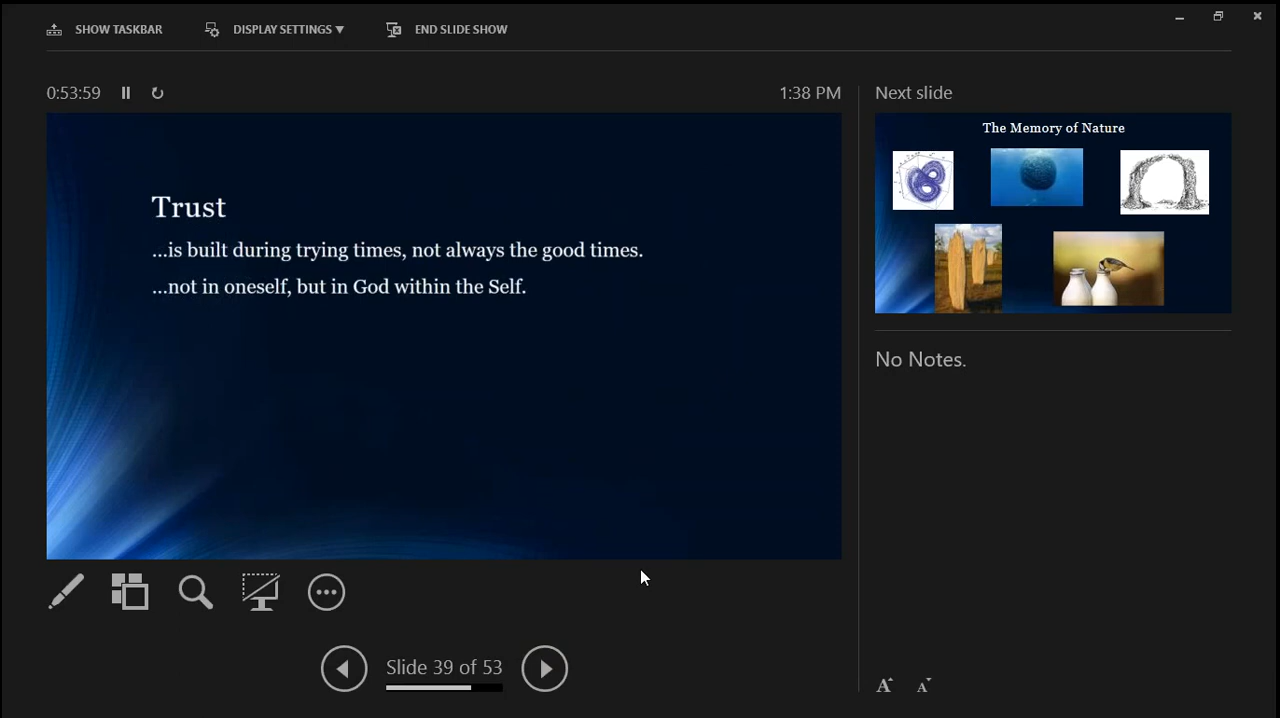 SHOW TASKBAR
DISPLAY SETTINGS ▼
END SLIDE SHOW
0:53:59
1:38 PM
Next slide
Trust
...is built during trying times, not always the good times.
...not in oneself, but in God within the Self.
The Memory of Nature
No Notes.
Slide 39 of 53
A
A